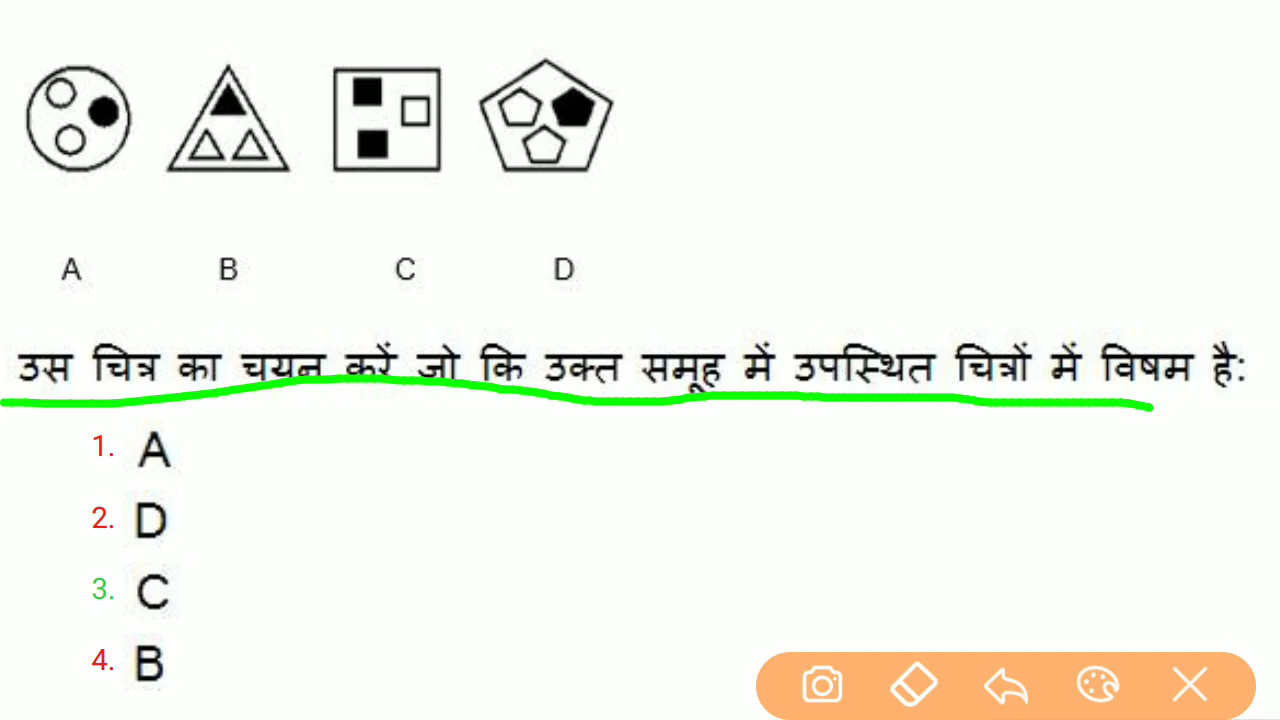 A B C D
उस चित्र का चयन करें जो कि उक्त समूह में उपस्थित चित्रों में विषम है:
1. A
2. D
3. C
4. B